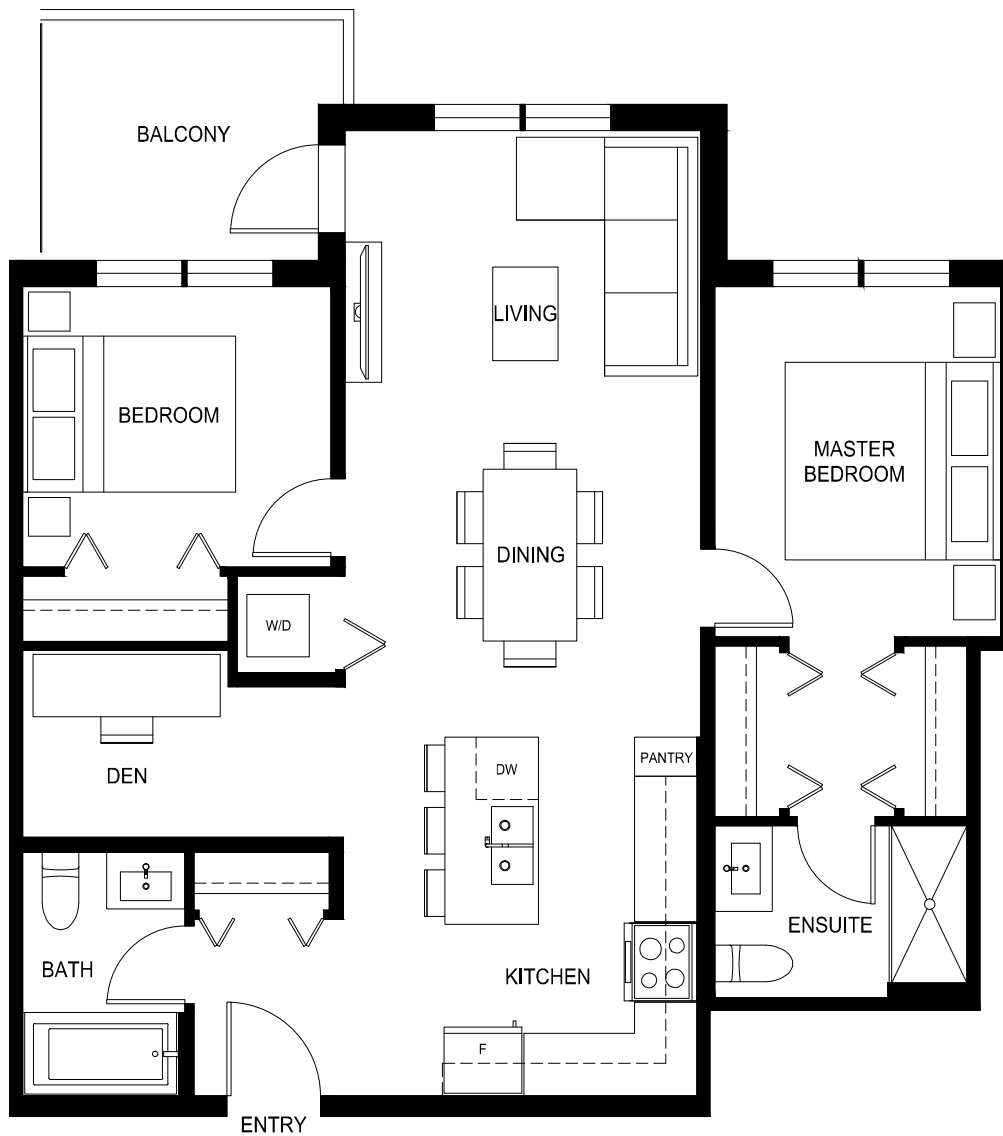 BALCONY
LIVING
BEDROOM
MASTER
BEDROOM
DINING
W/D
DEN
DW
PANTRY
ENSUITE
BATH
KITCHEN
F
ENTRY